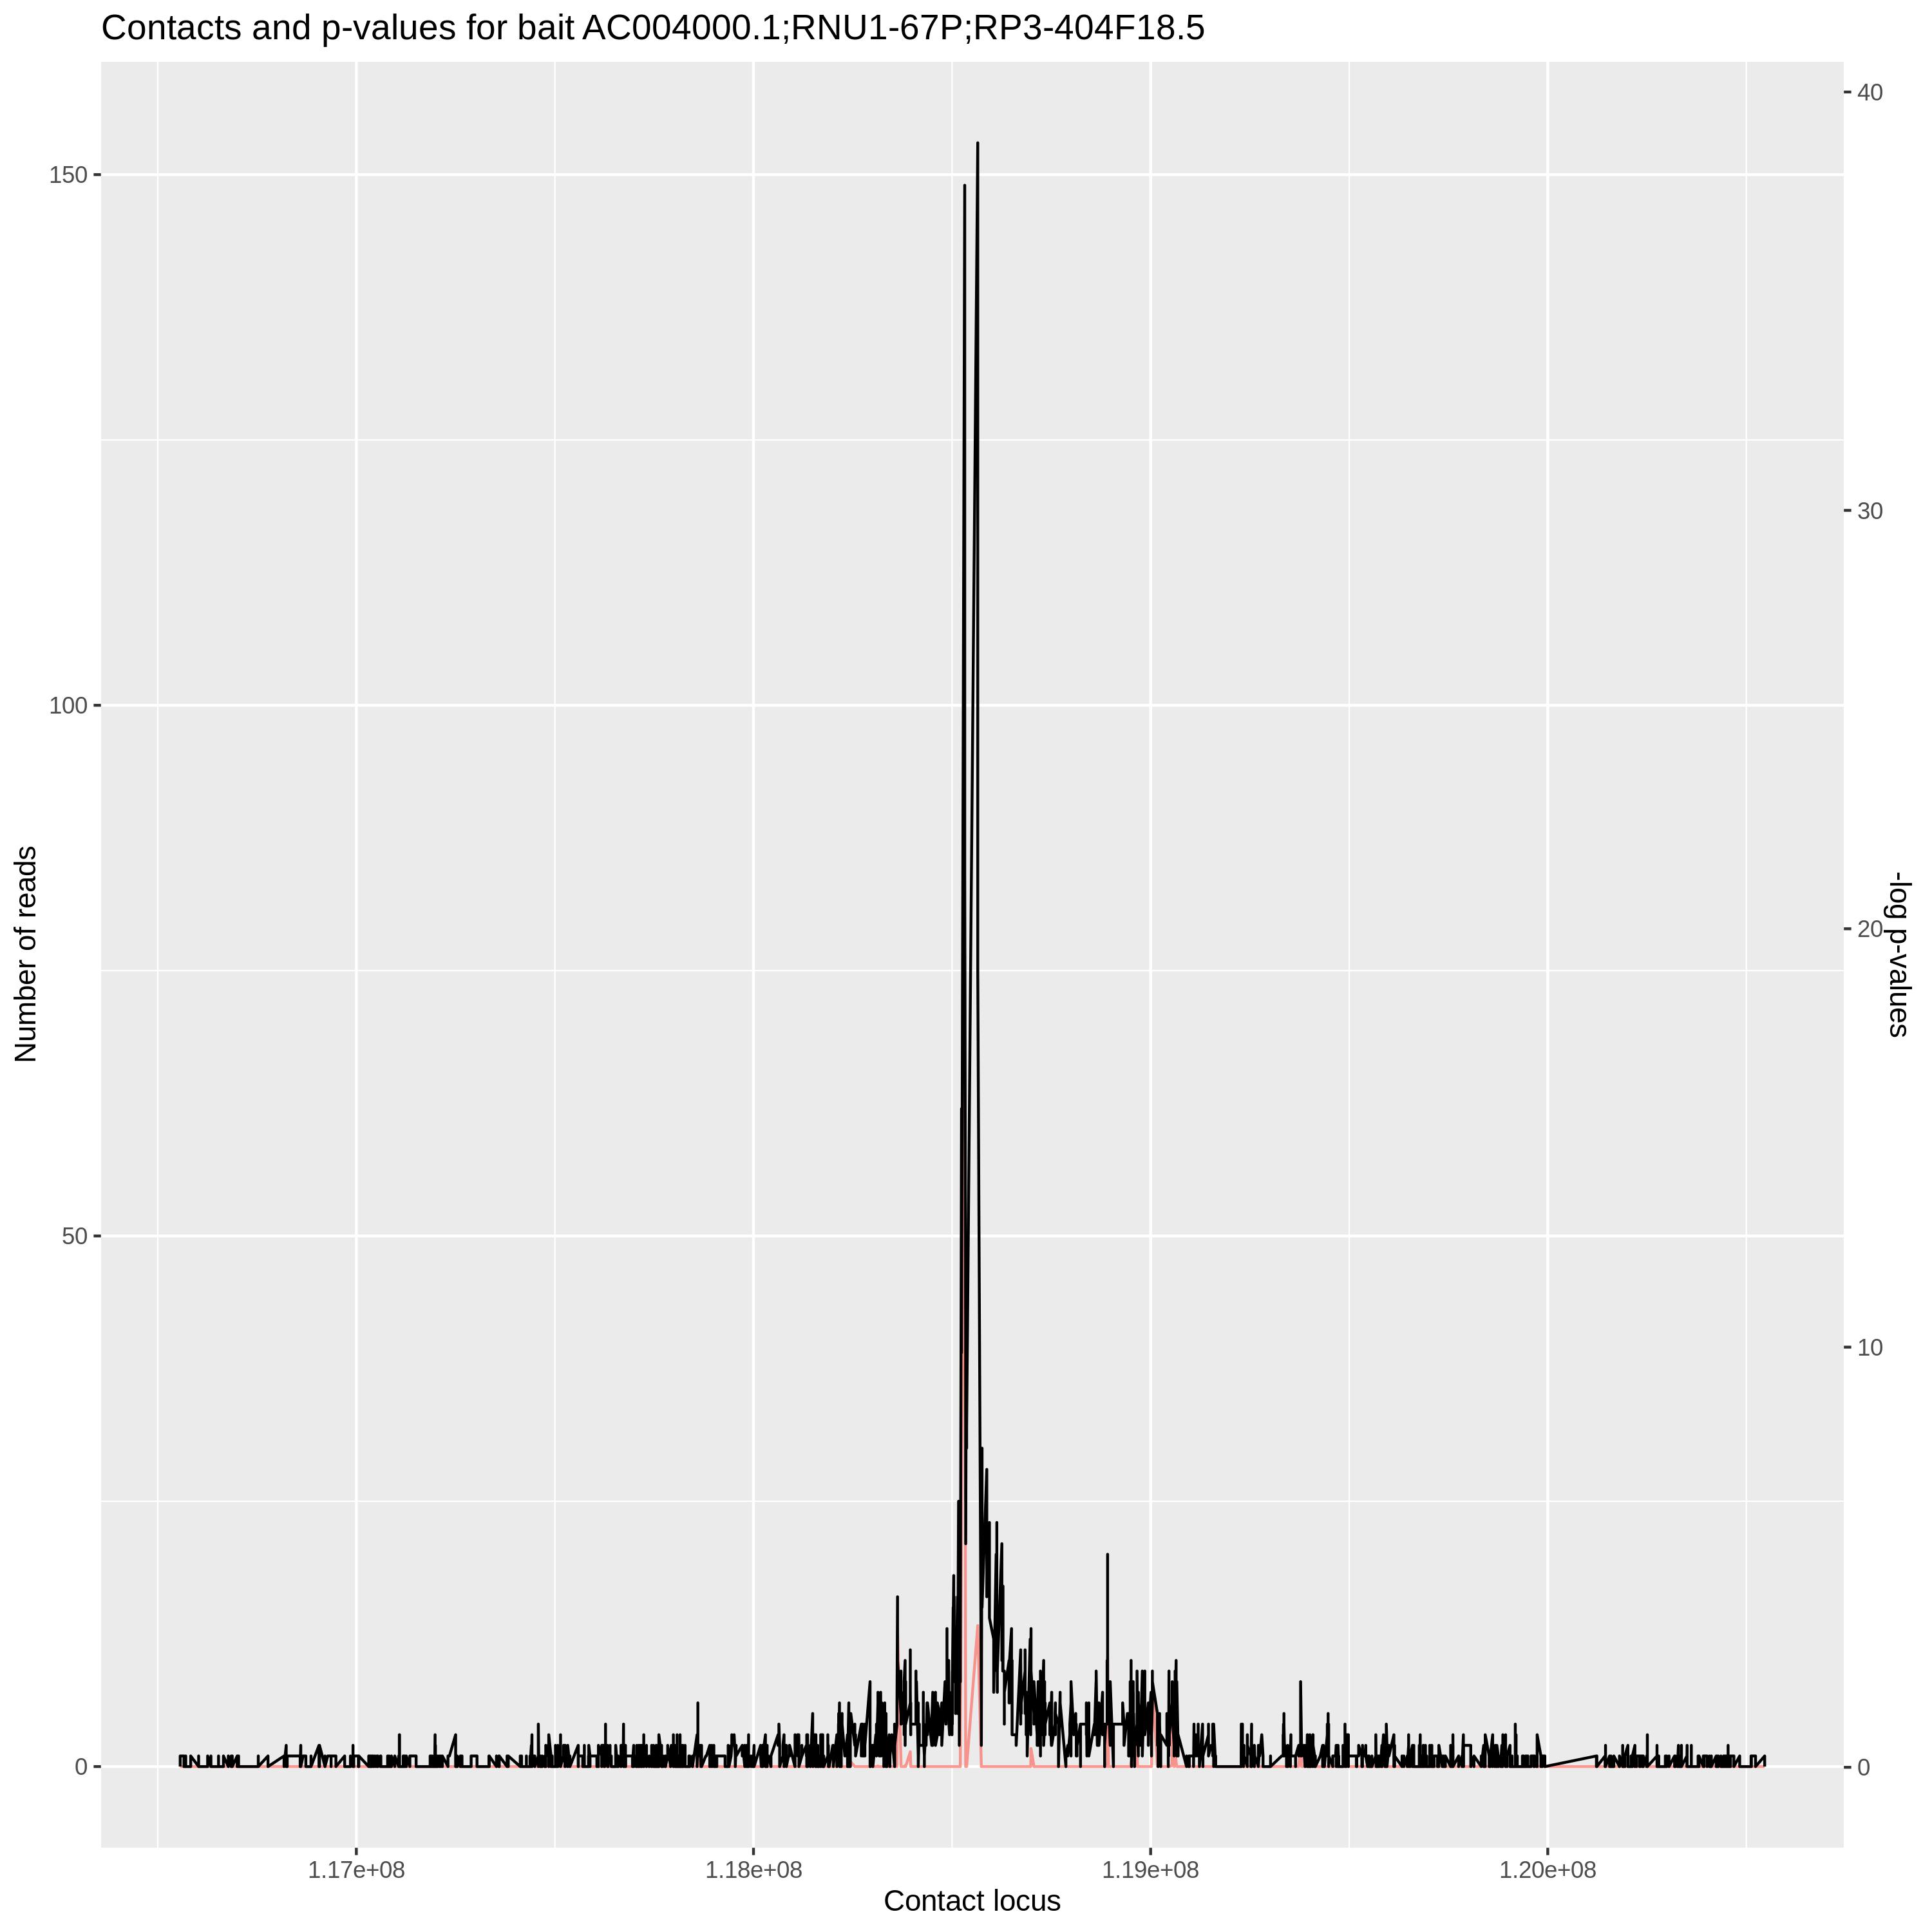 Contacts and p-values for bait AC004000.1;RNU1-67P;RP3-404F18.5
150
100
50
0
Number of reads
40
30
20
10
0
-log p-values
1.17e+08
1.18e+08
1.19e+08
1.20e+08
Contact locus